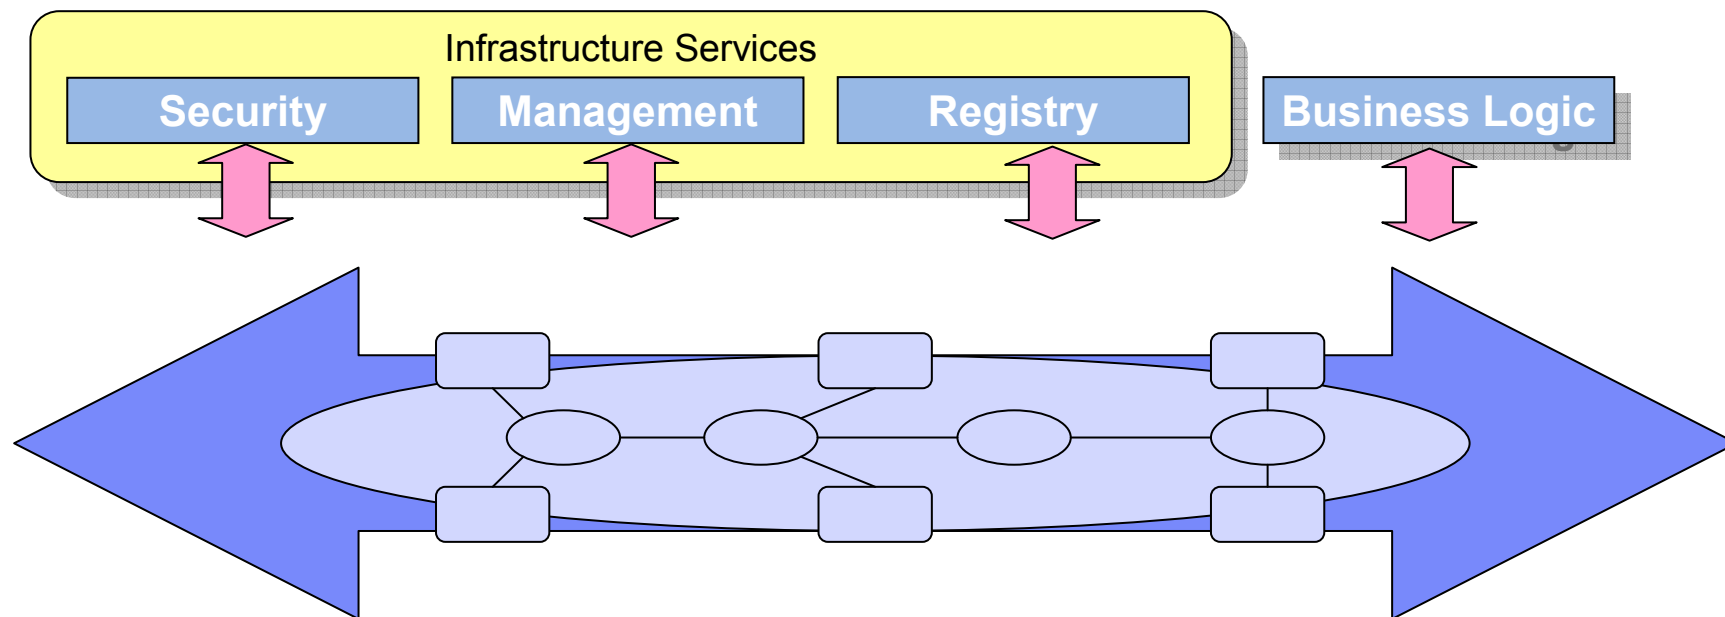 Infrastructure Services
Security
Management
Registry
Business Logic